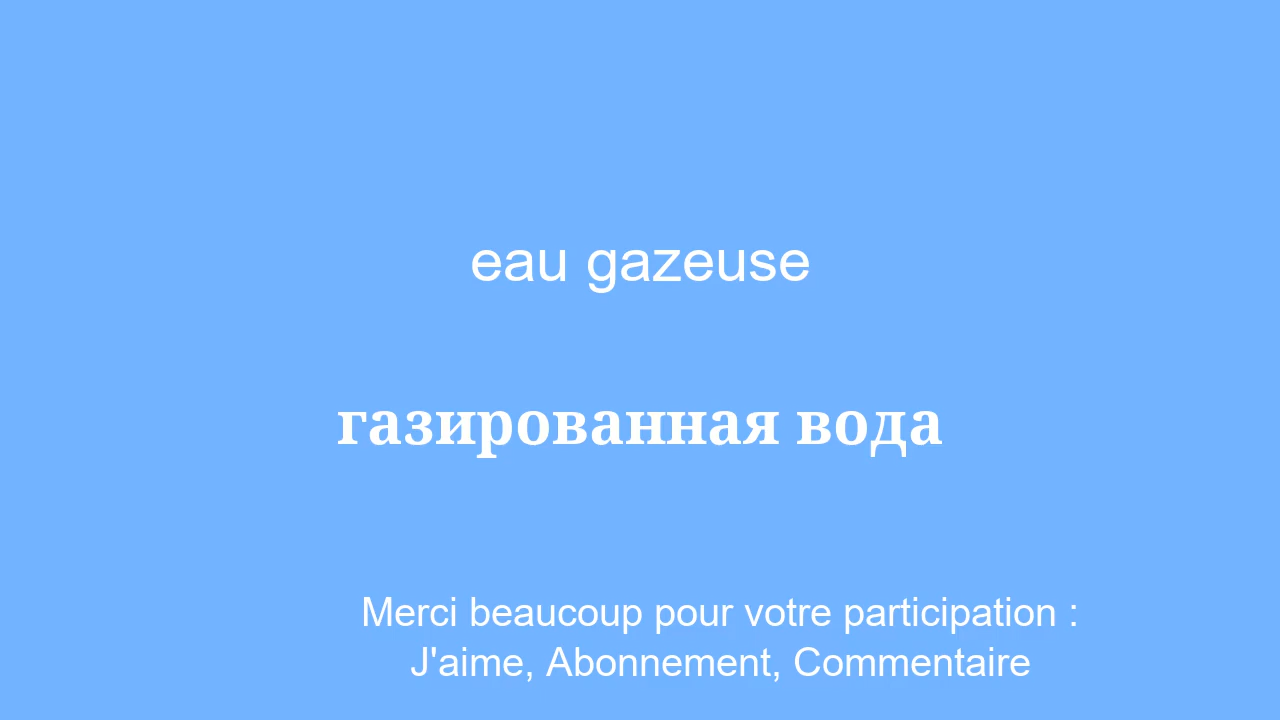 eau gazeuse
газированная вода
Merci beaucoup pour votre participation :
J'aime, Abonnement, Commentaire